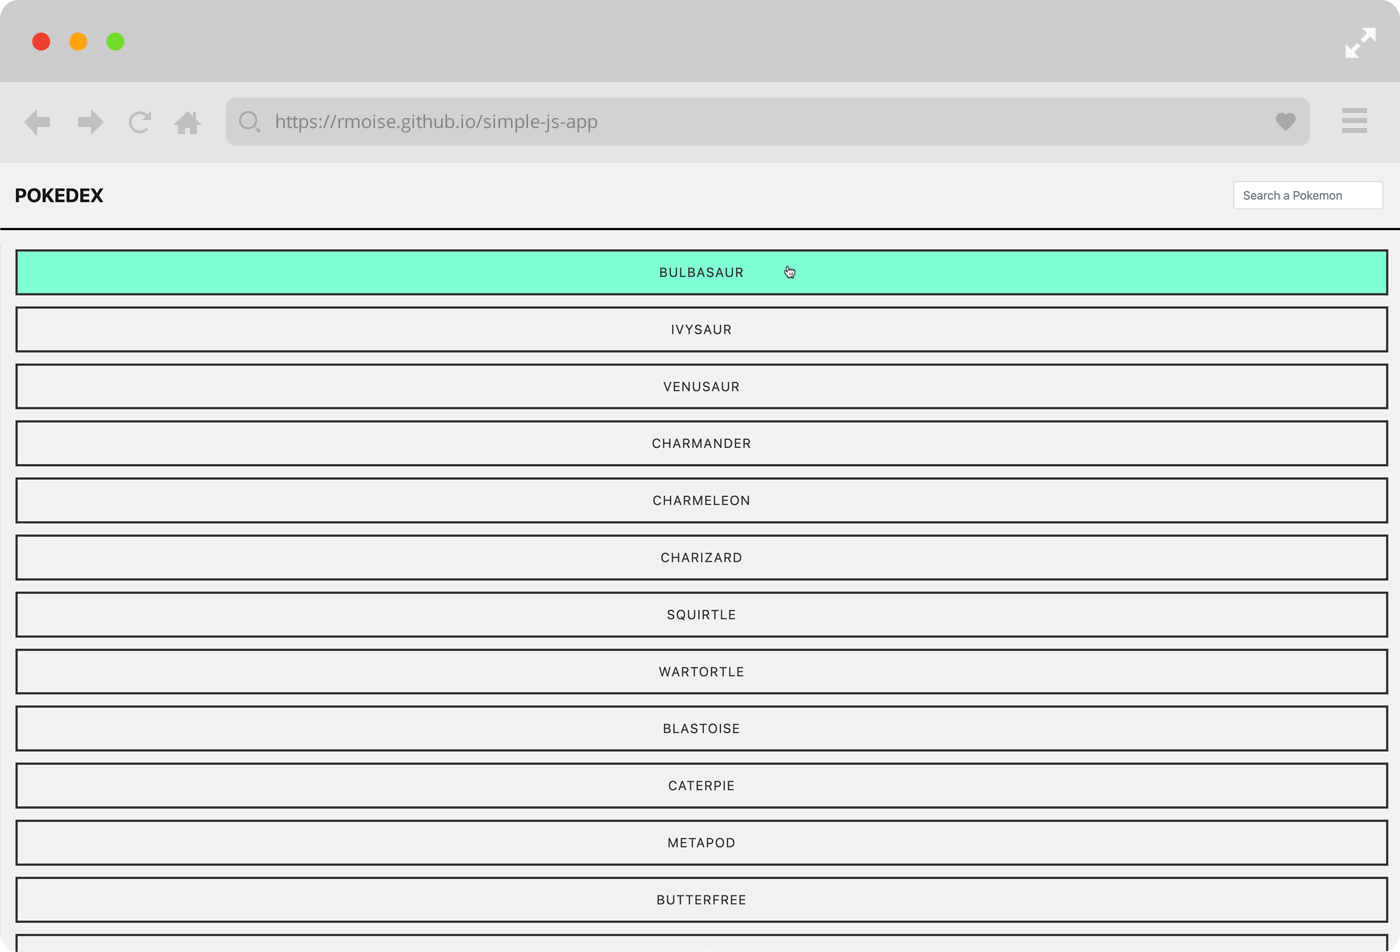 https://rmoise.github.io/simple-js-app
POKEDEX
Search a Pokemon
BULBASAUR
IVYSAUR
VENUSAUR
CHARMANDER
CHARMELEON
CHARIZARD
SQUIRTLE
WARTORTLE
BLASTOISE
CATERPIE
METAPOD
BUTTERFREE